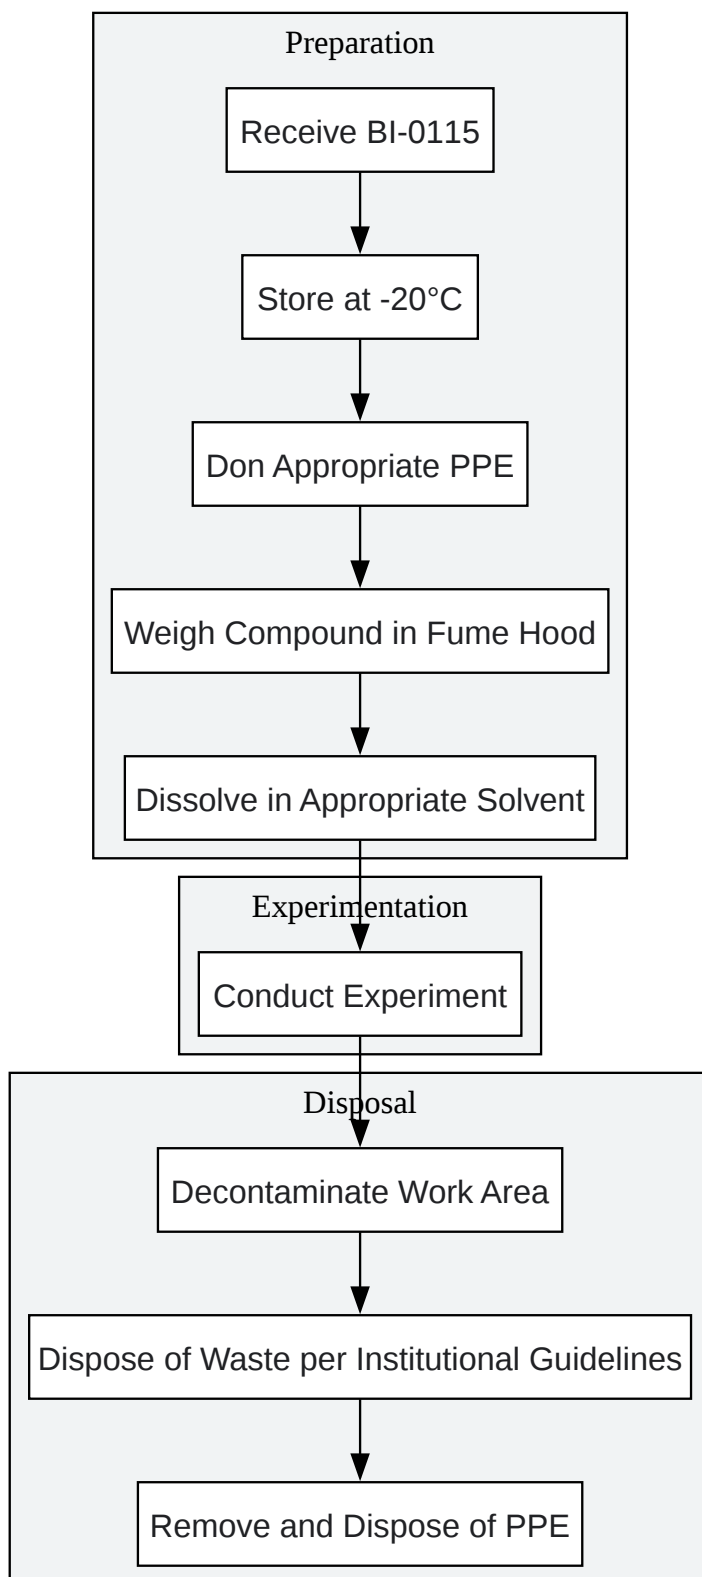 Preparation
Receive BI-0115
Store at -20°C
Don Appropriate PPE
Weigh Compound in Fume Hood
Dissolve in Appropriate Solvent
Experimentation
Conduct Experiment
Disposal
Decontaminate Work Area
Dispose of Waste per Institutional Guidelines
Remove and Dispose of PPE